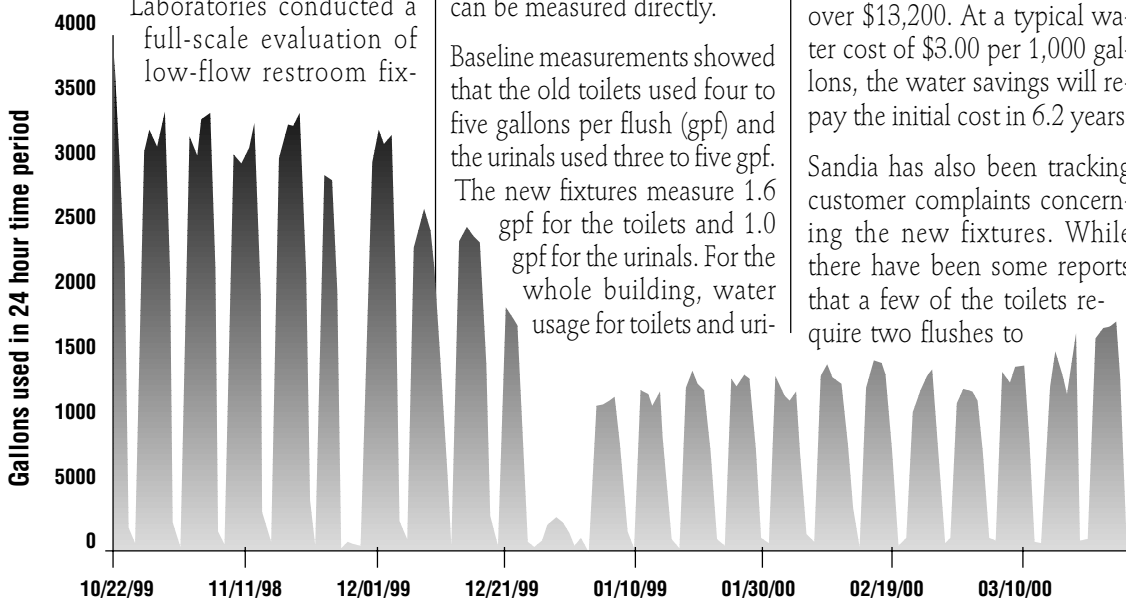 Laboratories conducted a
full-scale evaluation of
low-flow restroom fix-
can be measured directly.
Baseline measurements showed
that the old toilets used four to
five gallons per flush (gpf) and
the urinals used three to five gpf.
The new fixtures measure 1.6
gpf for the toilets and 1.0
gpf for the urinals. For the
whole building, water
usage for toilets and uri-
over $13,200. At a typical wa-
ter cost of $3.00 per 1,000 gal-
lons, the water savings will re-
pay the initial cost in 6.2 years
Sandia has also been tracking
customer complaints concern-
ing the new fixtures. While
there have been some reports
that a few of the toilets re-
quire two flushes to
Gallons used in 24 hour time period
4000
3500
3000
2500
2000
1500
1000
5000
0
10/22/99
11/11/98
12/01/99
12/21/99
01/10/99
01/30/00
02/19/00
03/10/00